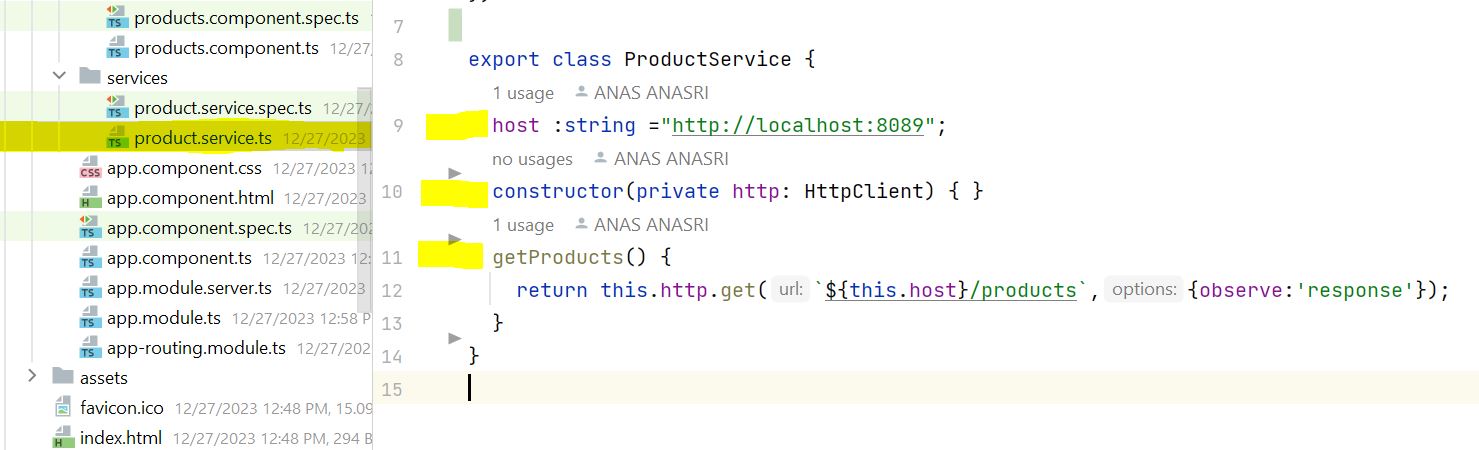 products.component.spec.ts
products.component.ts 12/27/
services
product.service.spec.ts 12/27/
product.service.ts 12/27/2023
app.component.css 12/27/2023 12
app.component.html 12/27/2023
app.component.spec.ts 12/27/202
app.component.ts 12/27/2023 12:
app.module.server.ts 12/27/2023
app.module.ts 12/27/2023 12:58 P
app-routing.module.ts 12/27/202
assets
favicon.ico 12/27/2023 12:48 PM, 15.09
index.html 12/27/2023 12:48 PM, 294 B
7
8 export class ProductService {
1 usage ANAS ANASRI
9 host :string ="http://localhost:8089";
no usages ANAS ANASRI
10 constructor(private http: HttpClient) { }
1 usage ANAS ANASRI
11 getProducts() {
12 return this.http.get( url: `${this.host}/products`, options: {observe:'response'});
13 }
14 }
15